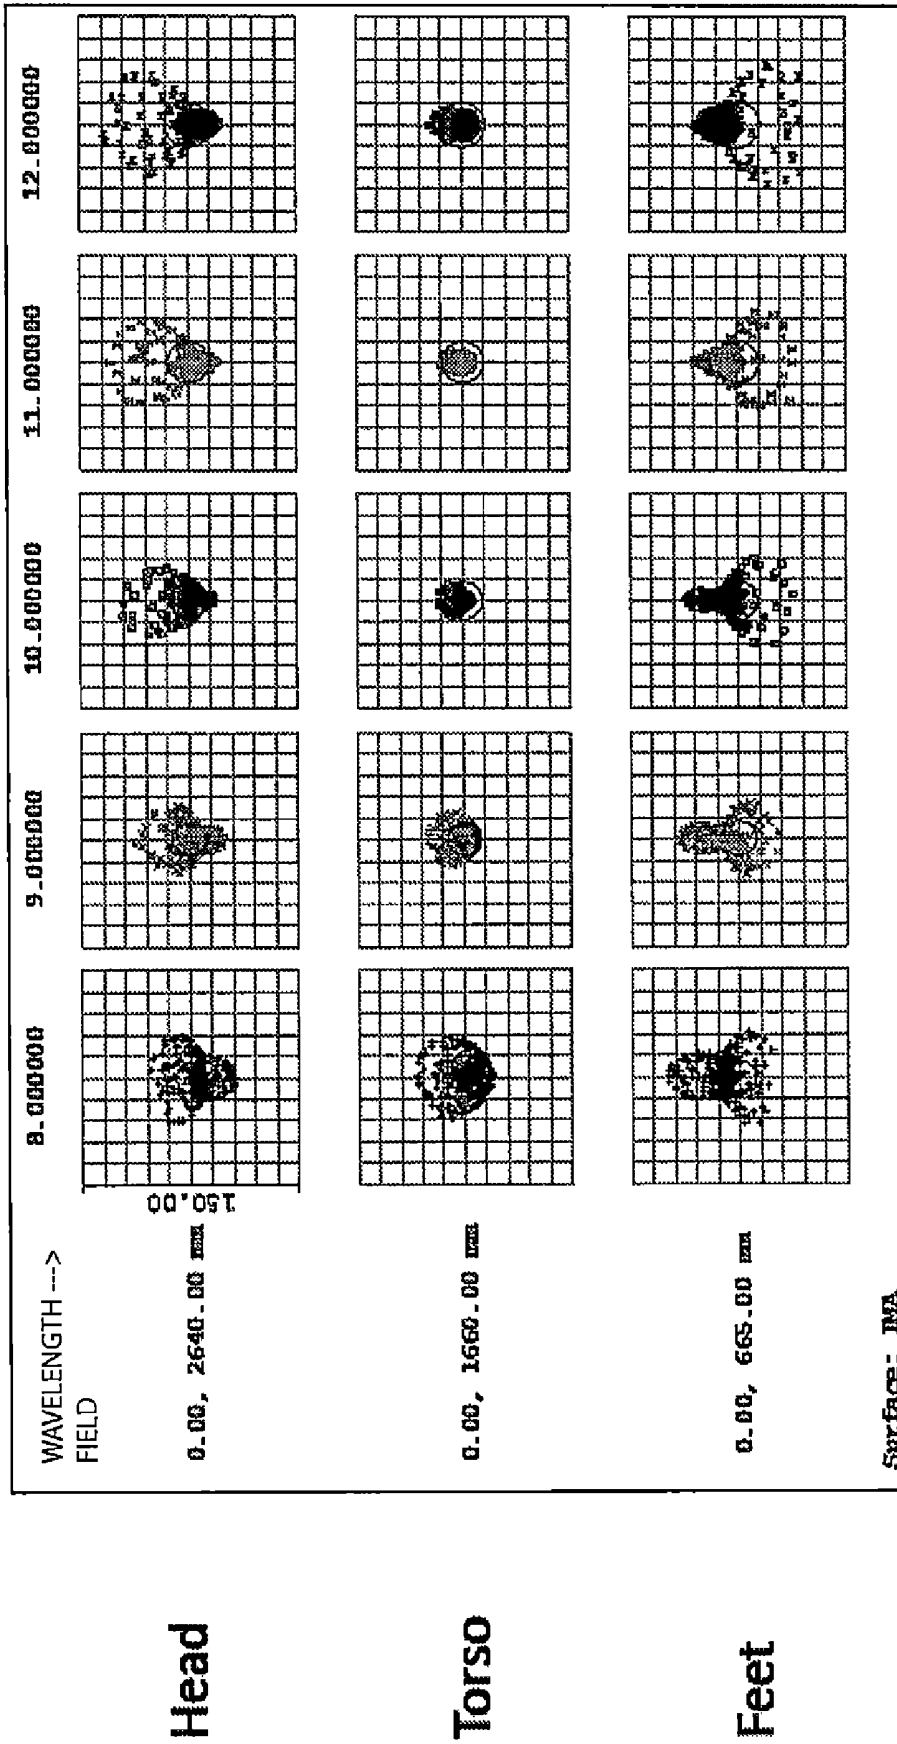 WAVELENGTH --->
FIELD
8.000000 9.000000 10.000000 11.000000 12.000000
Head
0.00, 2640.00 mm
150.00
Torso
0.00, 1660.00 mm
Feet
0.00, 665.00 mm
Surface: IMA